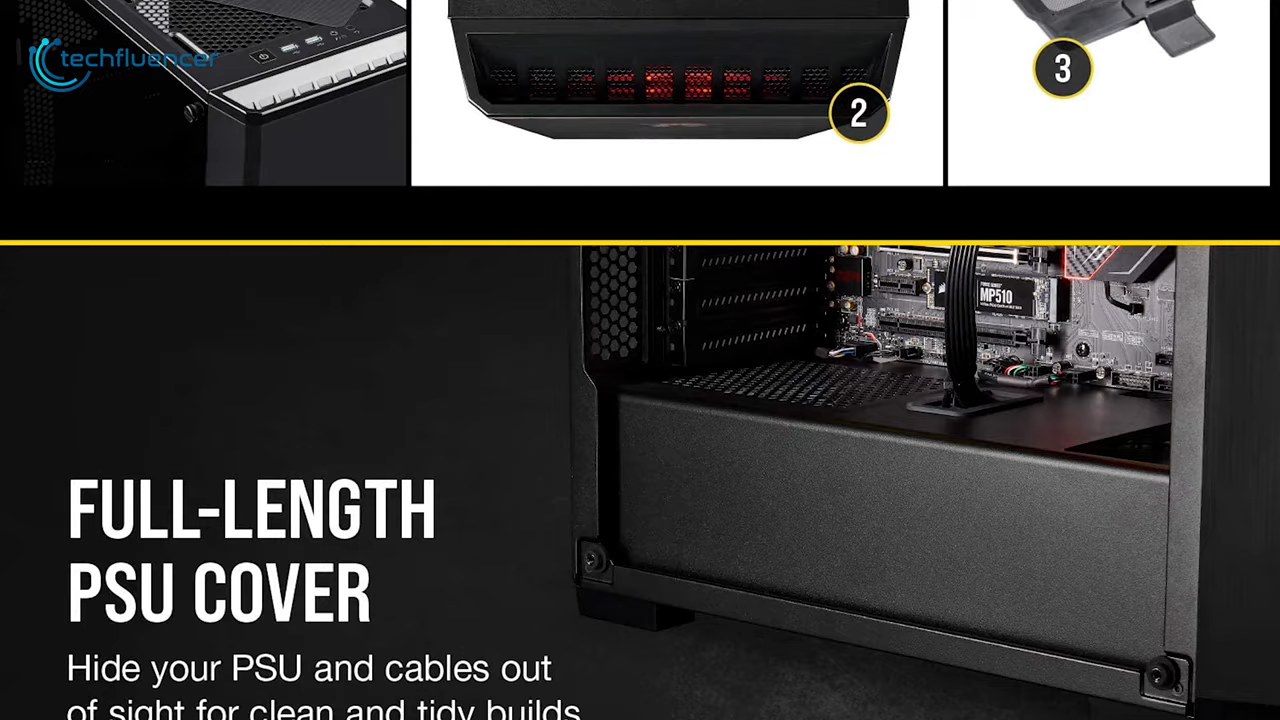 techfluencer
2
3
MP510
FULL-LENGTH
PSU COVER
Hide your PSU and cables out
of sight for clean and tidy builds